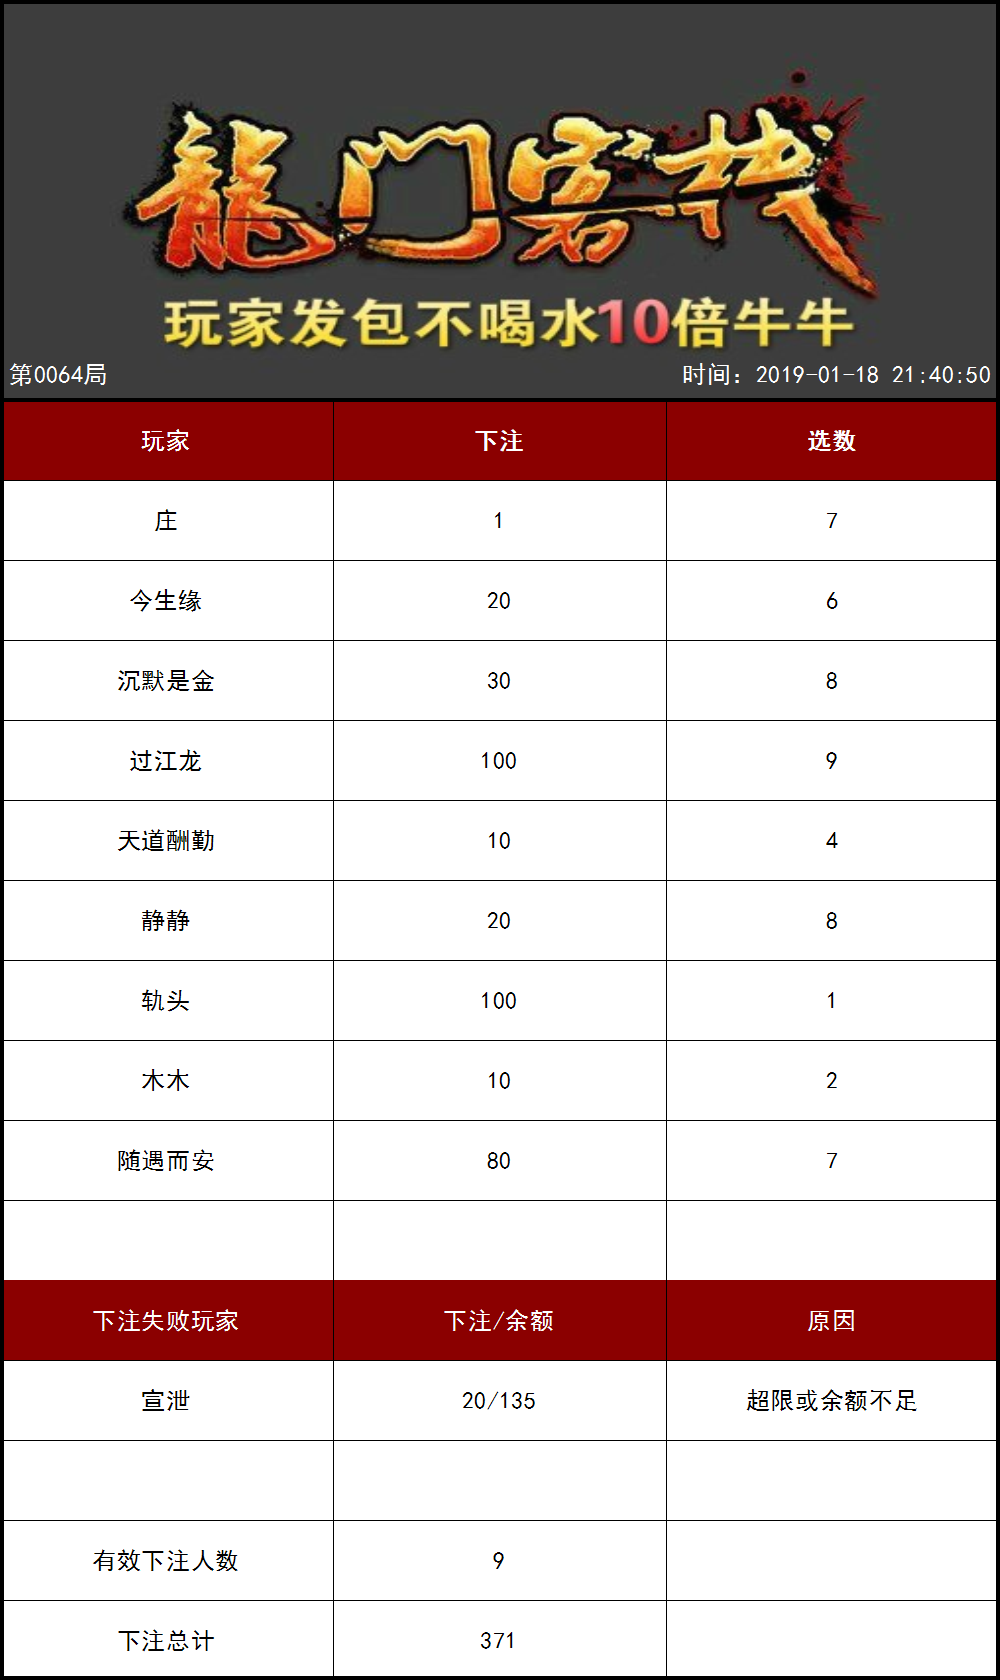 龍门客栈
玩家发包不喝水10倍牛牛
第0064局 时间：2019-01-18 21:40:50
玩家 下注 选数
庄 1 7
今生缘 20 6
沉默是金 30 8
过江龙 100 9
天道酬勤 10 4
静静 20 8
轨头 100 1
木木 10 2
随遇而安 80 7
下注失败玩家 下注/余额 原因
宣泄 20/135 超限或余额不足
有效下注人数 9
下注总计 371